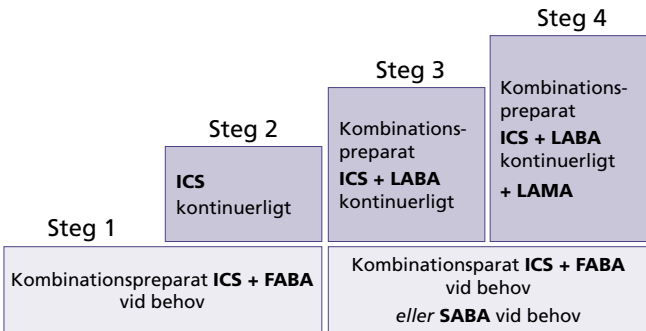 Steg 4
Steg 3
Kombinations-
preparat
ICS + LABA
kontinuerligt
+ LAMA
Steg 2
Kombinations-
preparat
ICS + LABA
kontinuerligt
ICS
kontinuerligt
Steg 1
Kombinationspreparat ICS + FABA
vid behov
Kombinationsparat ICS + FABA
vid behov
eller SABA vid behov